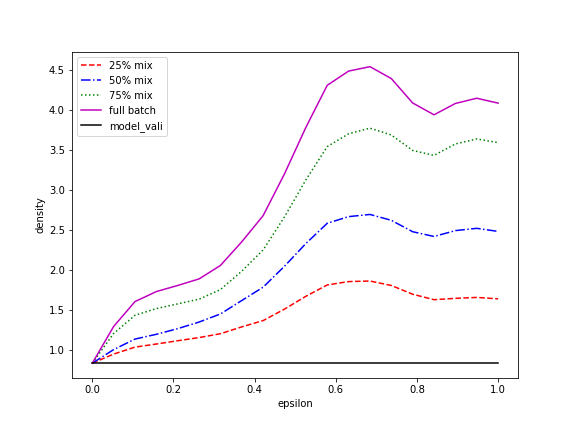 25% mix
50% mix
75% mix
full batch
model_vali
4.5
4.0
3.5
3.0
2.5
2.0
1.5
1.0
density
0.0 0.2 0.4 0.6 0.8 1.0
epsilon